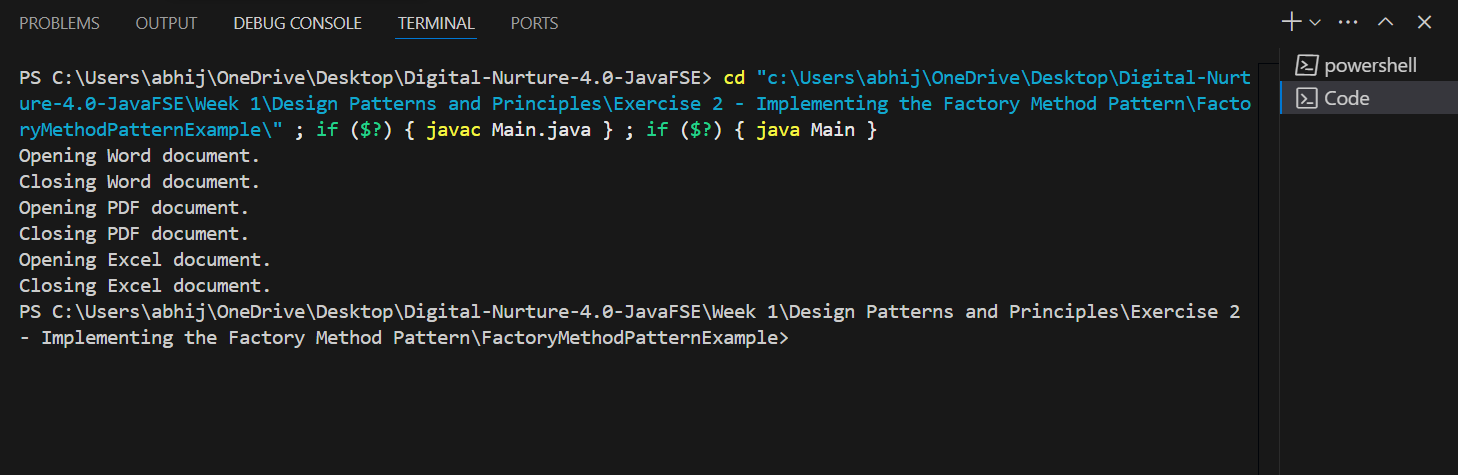 PROBLEMS OUTPUT DEBUG CONSOLE TERMINAL PORTS
PS C:\Users\abhij\OneDrive\Desktop\Digital-Nurture-4.0-JavaFSE> cd "c:\Users\abhij\OneDrive\Desktop\Digital-Nurt
ure-4.0-JavaFSE\Week 1\Design Patterns and Principles\Exercise 2 - Implementing the Factory Method Pattern\Facto
ryMethodPatternExample\" ; if ($?) { javac Main.java } ; if ($?) { java Main }
Opening Word document.
Closing Word document.
Opening PDF document.
Closing PDF document.
Opening Excel document.
Closing Excel document.
PS C:\Users\abhij\OneDrive\Desktop\Digital-Nurture-4.0-JavaFSE\Week 1\Design Patterns and Principles\Exercise 2
- Implementing the Factory Method Pattern\FactoryMethodPatternExample>
powershell
Code